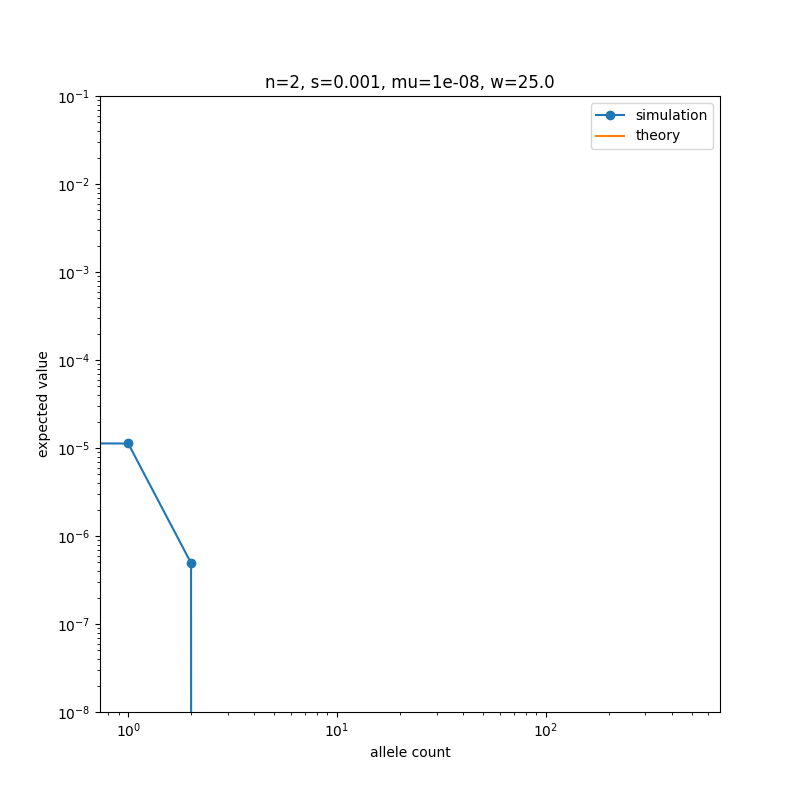 n=2, s=0.001, mu=1e-08, w=25.0
simulation
theory
10⁻¹
10⁻²
10⁻³
10⁻⁴
10⁻⁵
10⁻⁶
10⁻⁷
10⁻⁸
expected value
10⁰ 10¹ 10²
allele count